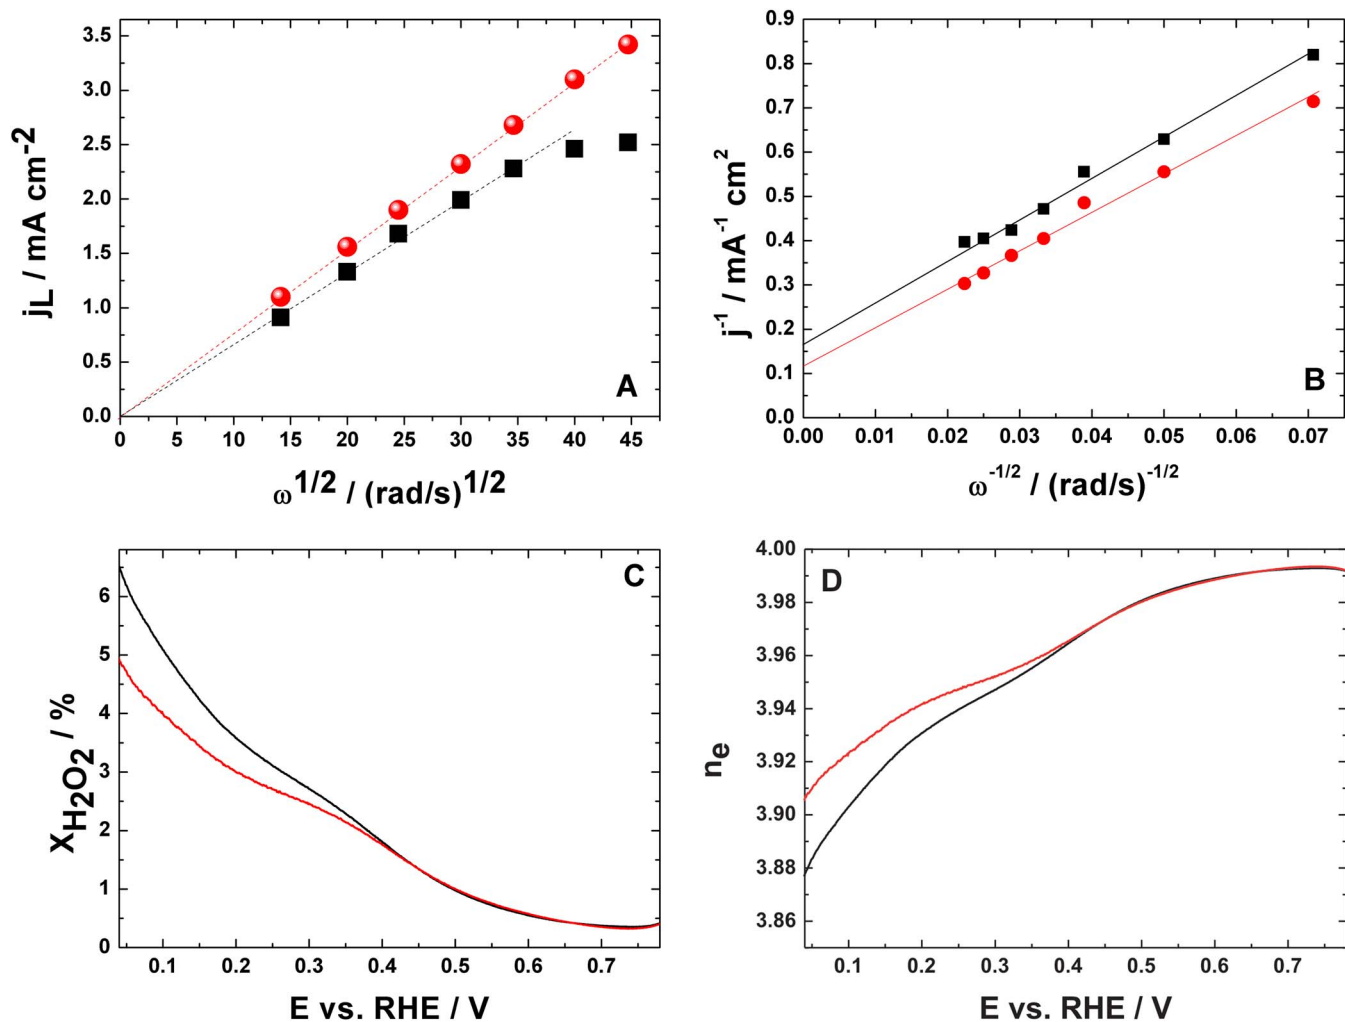 3.5
3.0
2.5
2.0
1.5
1.0
0.5
0.0
0 5 10 15 20 25 30 35 40 45
jL / mA cm-2
ω1/2 / (rad/s)1/2
A
0.9
0.8
0.7
0.6
0.5
0.4
0.3
0.2
0.1
0.0
0.00 0.01 0.02 0.03 0.04 0.05 0.06 0.07
j-1 / mA-1 cm2
ω-1/2 / (rad/s)-1/2
B
6
5
4
3
2
1
0
0.1 0.2 0.3 0.4 0.5 0.6 0.7
XH2O2 / %
E vs. RHE / V
C
4.00
3.98
3.96
3.94
3.92
3.90
3.88
3.86
0.1 0.2 0.3 0.4 0.5 0.6 0.7
ne
E vs. RHE / V
D